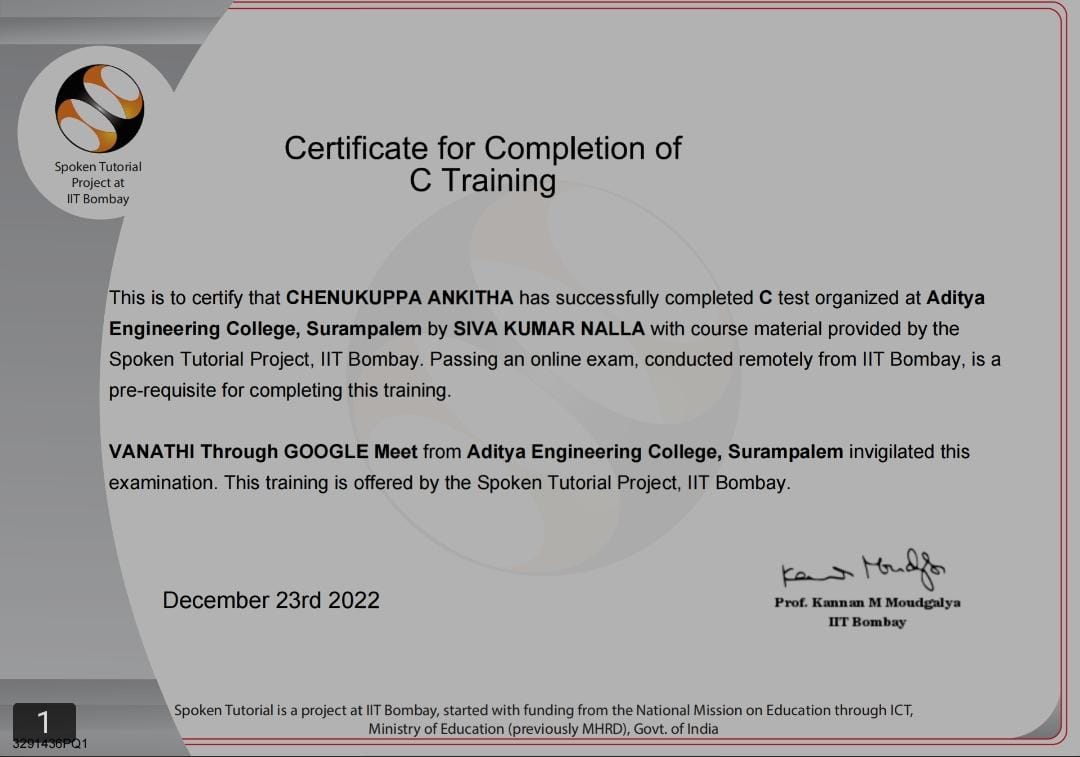 Spoken Tutorial
Project at
IIT Bombay
Certificate for Completion of
C Training
This is to certify that CHENUKUPPA ANKITHA has successfully completed C test organized at Aditya
Engineering College, Surampalem by SIVA KUMAR NALLA with course material provided by the
Spoken Tutorial Project, IIT Bombay. Passing an online exam, conducted remotely from IIT Bombay, is a
pre-requisite for completing this training.
VANATHI Through GOOGLE Meet from Aditya Engineering College, Surampalem invigilated this
examination. This training is offered by the Spoken Tutorial Project, IIT Bombay.
December 23rd 2022
Kannan Moudgalya
Prof. Kannan M Moudgalya
IIT Bombay
Spoken Tutorial is a project at IIT Bombay, started with funding from the National Mission on Education through ICT,
Ministry of Education (previously MHRD), Govt. of India
1
3291436PQ1